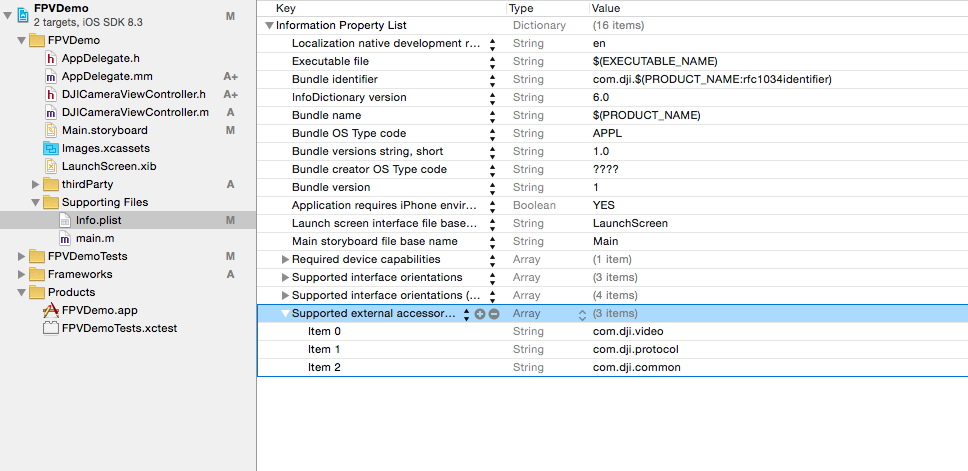 FPVDemo
2 targets, iOS SDK 8.3 M
FPVDemo
AppDelegate.h
AppDelegate.mm A+
DJICameraViewController.h A+
DJICameraViewController.m A
Main.storyboard M
Images.xcassets
LaunchScreen.xib
thirdParty A
Supporting Files
Info.plist M
main.m
FPVDemoTests M
Frameworks A
Products
FPVDemo.app
FPVDemoTests.xctest
Key Type Value
Information Property List Dictionary (16 items)
Localization native development r... String en
Executable file String $(EXECUTABLE_NAME)
Bundle identifier String com.dji.$(PRODUCT_NAME:rfc1034identifier)
InfoDictionary version String 6.0
Bundle name String $(PRODUCT_NAME)
Bundle OS Type code String APPL
Bundle versions string, short String 1.0
Bundle creator OS Type code String ????
Bundle version String 1
Application requires iPhone envir... Boolean YES
Launch screen interface file base... String LaunchScreen
Main storyboard file base name String Main
Required device capabilities Array (1 item)
Supported interface orientations Array (3 items)
Supported interface orientations (... Array (4 items)
Supported external accessor... Array (3 items)
Item 0 String com.dji.video
Item 1 String com.dji.protocol
Item 2 String com.dji.common